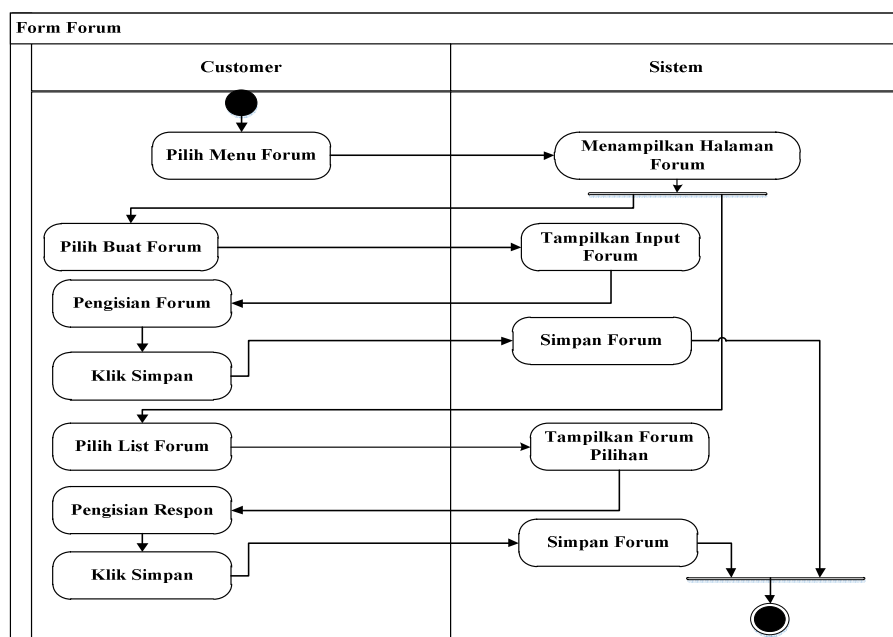 Form Forum
Customer
Sistem
Pilih Menu Forum
Menampilkan Halaman
Forum
Pilih Buat Forum
Tampilkan Input
Forum
Pengisian Forum
Klik Simpan
Simpan Forum
Pilih List Forum
Tampilkan Forum
Pilihan
Pengisian Respon
Klik Simpan
Simpan Forum